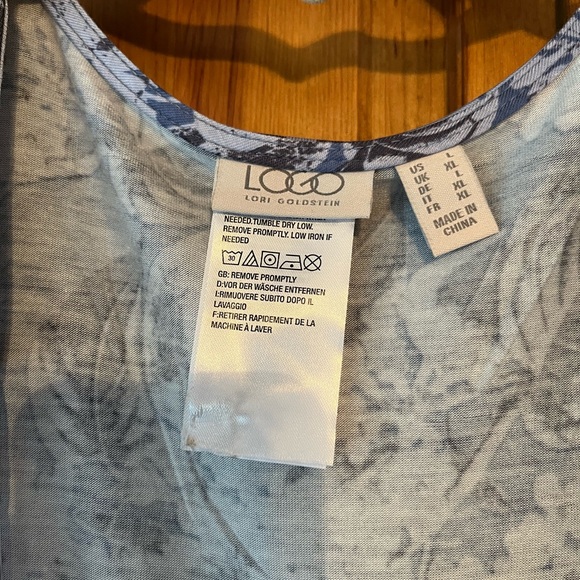 LOGO
LORI GOLDSTEIN
NEEDED.TUMBLE DRY LOW.
REMOVE PROMPTLY. LOW IRON IF
NEEDED
30
GB: REMOVE PROMPTLY
D:VOR DER WÄSCHE ENTFERNEN
I:RIMUOVERE SUBITO DOPO IL
LAVAGGIO
F:RETIRER RAPIDEMENT DE LA
MACHINE À LAVER
US L
UK XL
DE L
IT XL
FR XL
MADE IN
CHINA